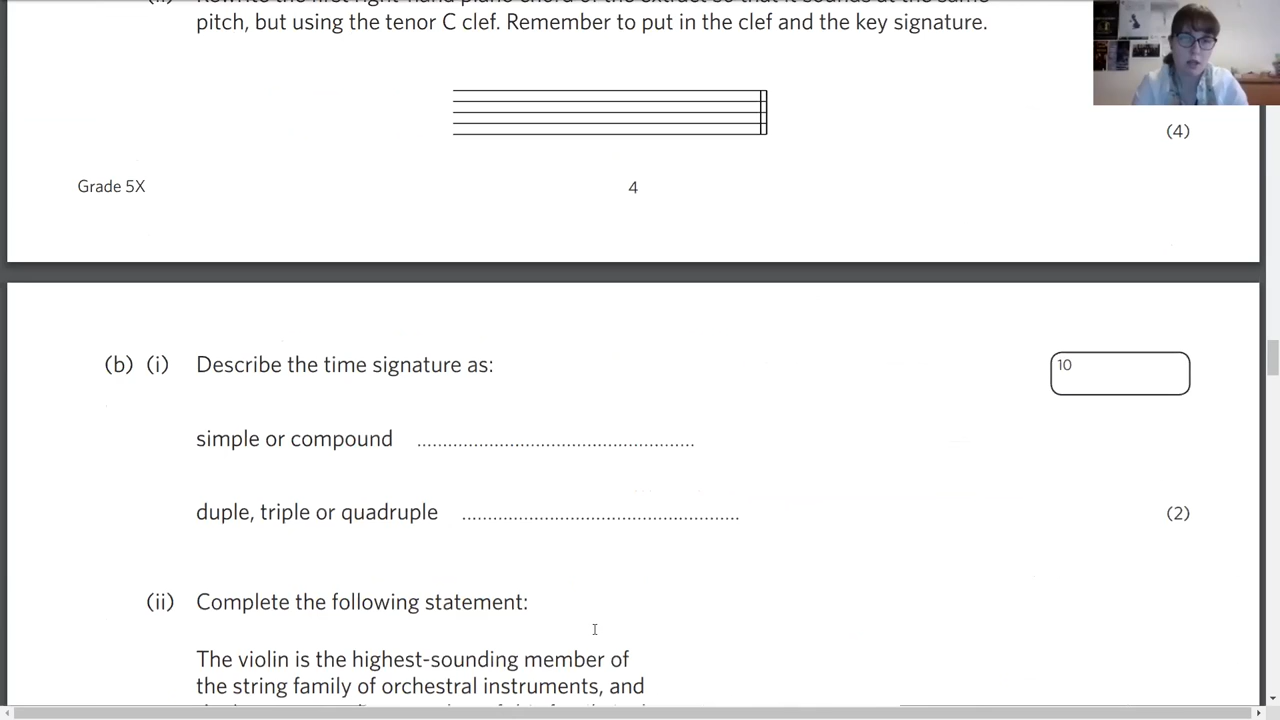 pitch, but using the tenor C clef. Remember to put in the clef and the key signature.
(4)
Grade 5X
4
(b) (i) Describe the time signature as:
10
simple or compound ......................................................
duple, triple or quadruple ......................................................
(2)
(ii) Complete the following statement:
The violin is the highest-sounding member of
the string family of orchestral instruments, and